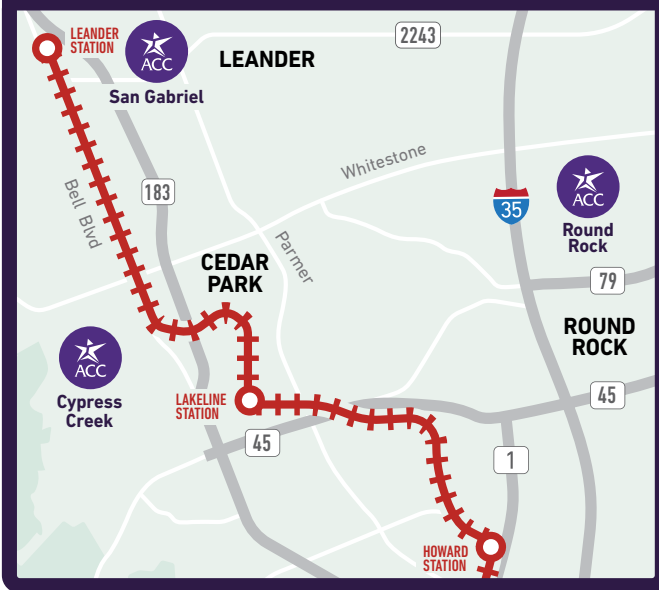 LEANDER
STATION
ACC
San Gabriel
LEANDER
2243
Whitestone
183
Bell Blvd
35
ACC
Round
Rock
Parmer
CEDAR
PARK
79
ROUND
ROCK
ACC
Cypress
Creek
LAKELINE
STATION
45
45
1
HOWARD
STATION